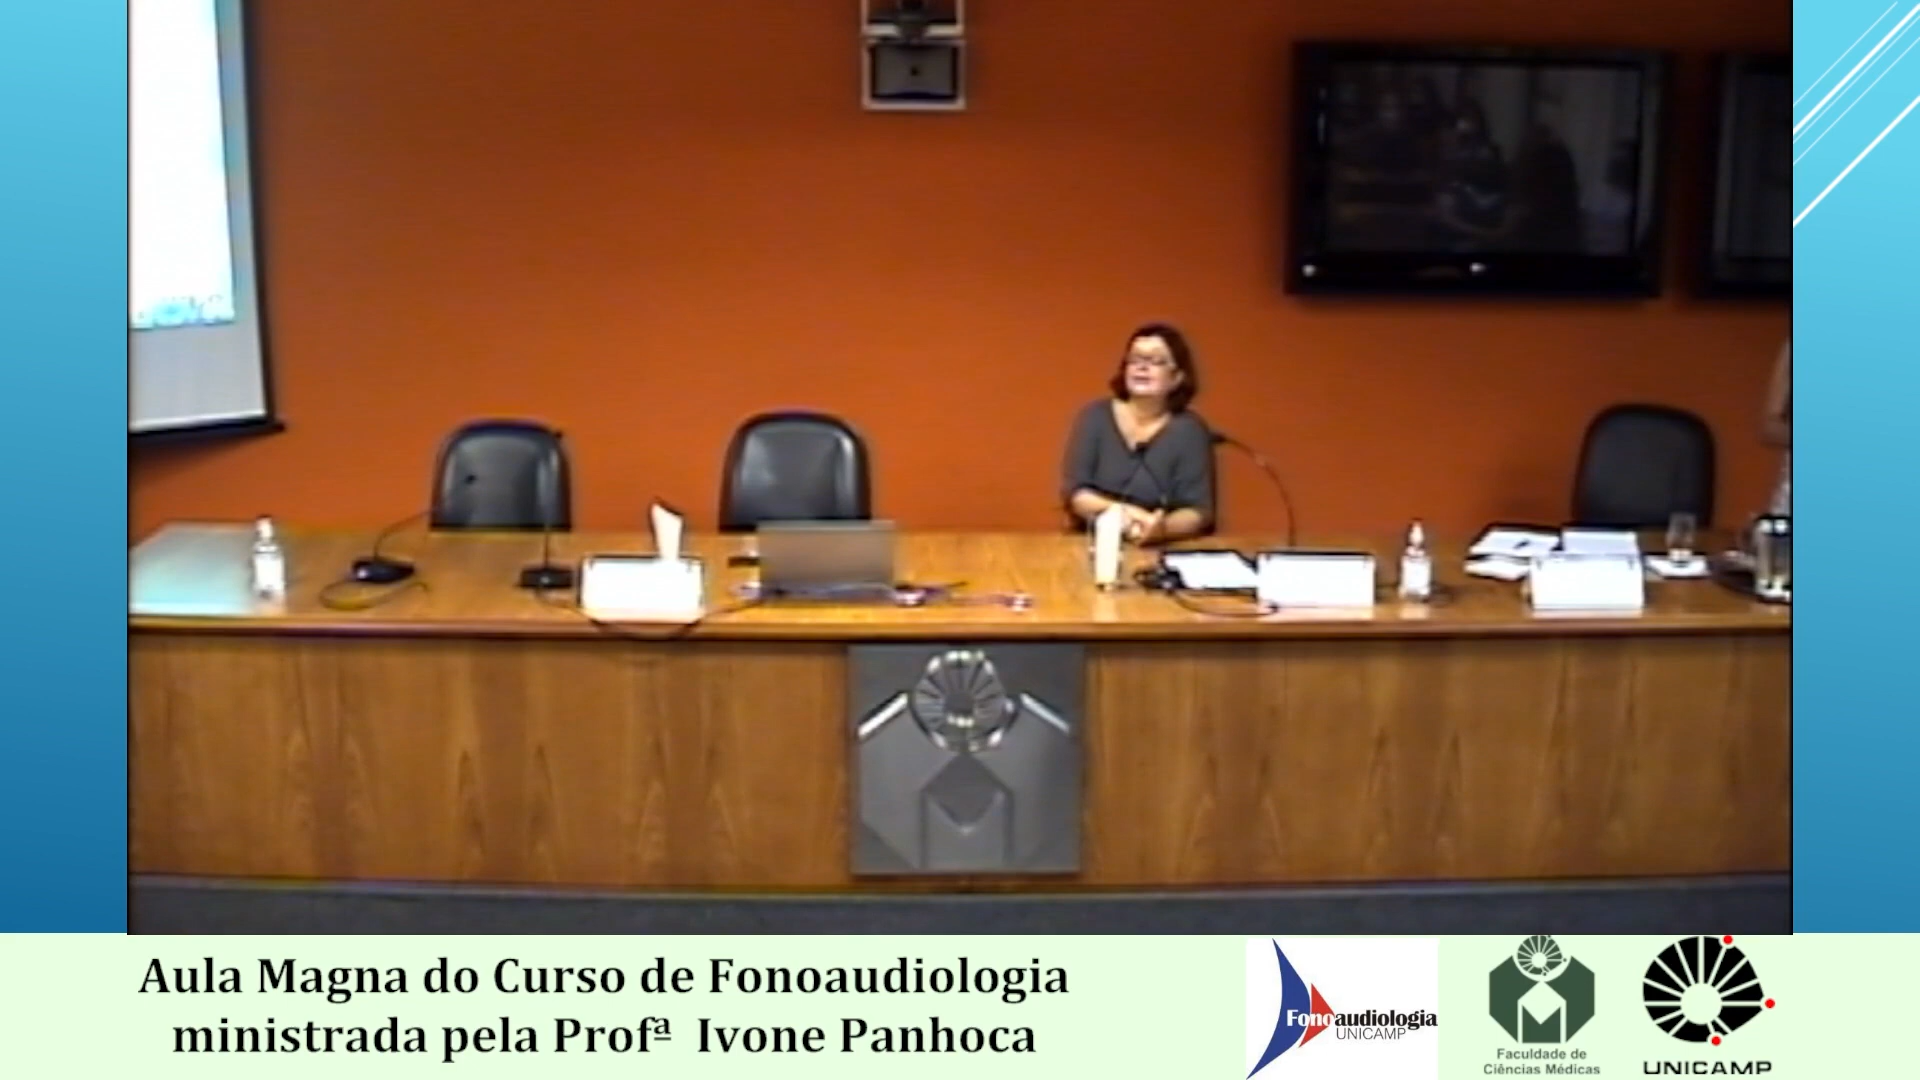 Aula Magna do Curso de Fonoaudiologia
ministrada pela Profª Ivone Panhoca
Fonoaudiologia
UNICAMP
Faculdade de
Ciências Médicas
UNICAMP